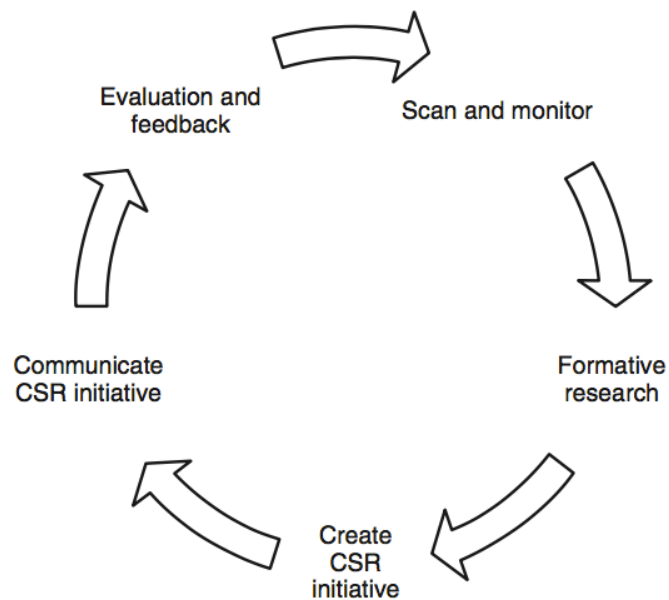 Evaluation and
feedback
Scan and monitor
Formative
research
Create
CSR
initiative
Communicate
CSR initiative